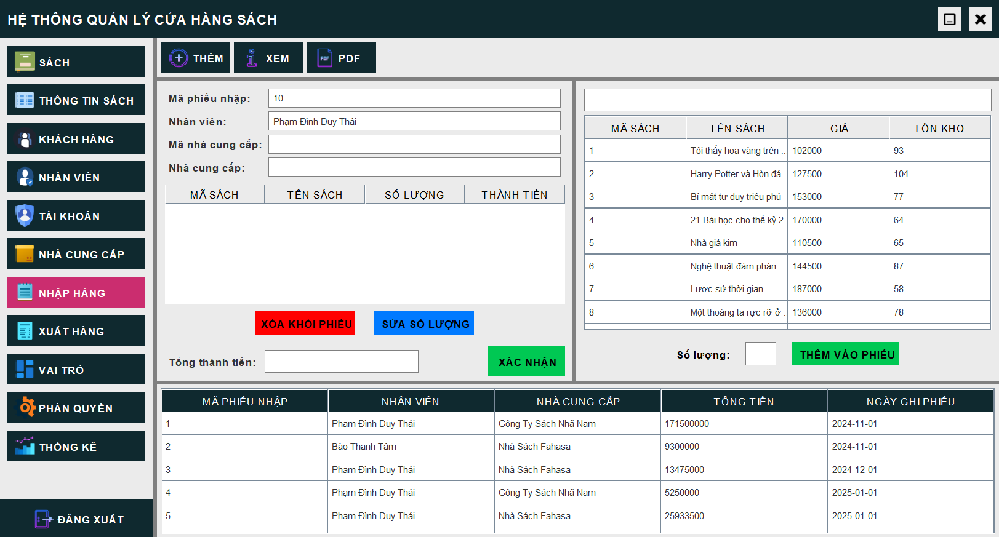 HỆ THỐNG QUẢN LÝ CỬA HÀNG SÁCH
SÁCH
THÔNG TIN SÁCH
KHÁCH HÀNG
NHÂN VIÊN
TÀI KHOẢN
NHÀ CUNG CẤP
NHẬP HÀNG
XUẤT HÀNG
VAI TRÒ
PHÂN QUYỀN
THỐNG KÊ
ĐĂNG XUẤT
THÊM XEM PDF
Mã phiếu nhập: 10
Nhân viên: Phạm Đình Duy Thái
Mã nhà cung cấp:
Nhà cung cấp:
MÃ SÁCH TÊN SÁCH SỐ LƯỢNG THÀNH TIỀN
XÓA KHỎI PHIẾU SỬA SỐ LƯỢNG
Tổng thành tiền: XÁC NHẬN
MÃ SÁCH TÊN SÁCH GIÁ TỒN KHO
1 Tôi thấy hoa vàng trên ... 102000 93
2 Harry Potter và Hòn đá... 127500 104
3 Bí mật tư duy triệu phú 153000 77
4 21 Bài học cho thế kỷ 2... 170000 64
5 Nhà giả kim 110500 65
6 Nghệ thuật đàm phán 144500 87
7 Lược sử thời gian 187000 58
8 Một thoáng ta rực rỡ ở ... 136000 78
Số lượng: THÊM VÀO PHIẾU
MÃ PHIẾU NHẬP NHÂN VIÊN NHÀ CUNG CẤP TỔNG TIỀN NGÀY GHI PHIẾU
1 Phạm Đình Duy Thái Công Ty Sách Nhã Nam 171500000 2024-11-01
2 Bảo Thanh Tâm Nhà Sách Fahasa 9300000 2024-11-01
3 Phạm Đình Duy Thái Nhà Sách Fahasa 13475000 2024-12-01
4 Phạm Đình Duy Thái Công Ty Sách Nhã Nam 5250000 2025-01-01
5 Phạm Đình Duy Thái Nhà Sách Fahasa 25933500 2025-01-01